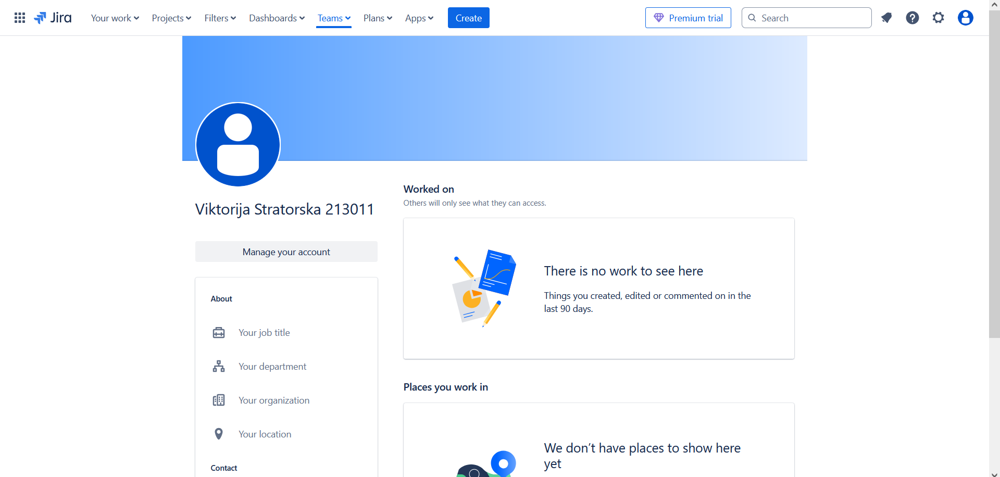 Jira Your work Projects Filters Dashboards Teams Plans Apps Create Premium trial Search
Viktorija Stratorska 213011
Manage your account
About
Your job title
Your department
Your organization
Your location
Contact
Worked on
Others will only see what they can access.
There is no work to see here
Things you created, edited or commented on in the
last 90 days.
Places you work in
We don’t have places to show here
yet